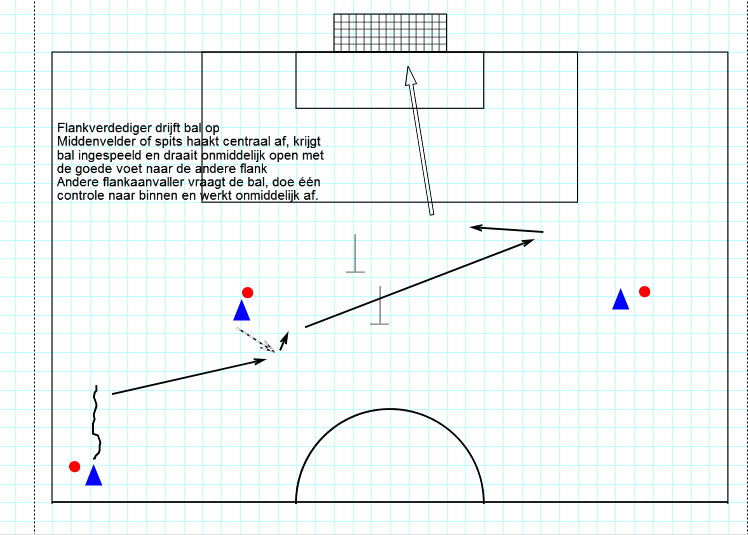 Flankverdediger drijft bal op
Middenvelder of spits haakt centraal af, krijgt
bal ingespeeld en draait onmiddelijk open met
de goede voet naar de andere flank
Andere flankaanvaller vraagt de bal, doe één
controle naar binnen en werkt onmiddelijk af.